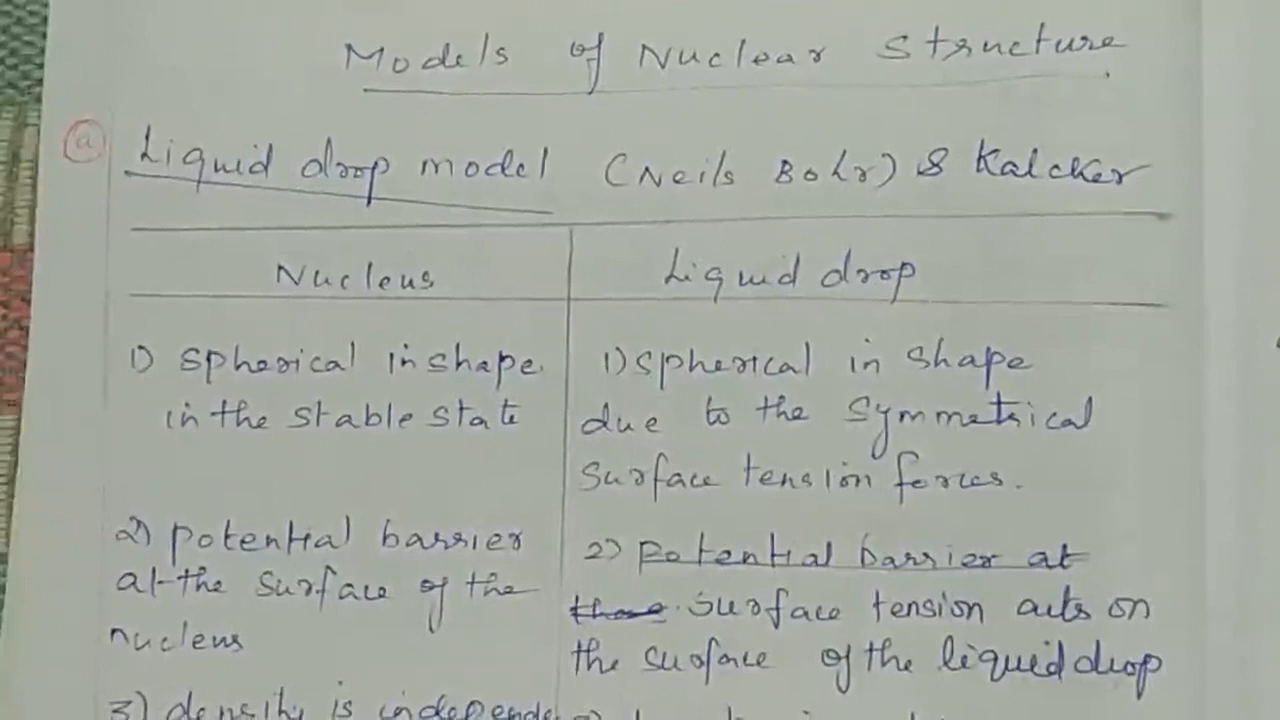 Models of Nuclear Structure
(a) Liquid drop model (Neils Bohr) & Kalcker
Nucleus
Liquid drop
1) Spherical in shape
in the stable state
1) Spherical in shape
due to the symmetrical
surface tension forces.
2) potential barrier
at the surface of the
nucleus
2) potential barrier at
those surface tension acts on
the surface of the liquid drop
3) density is independe